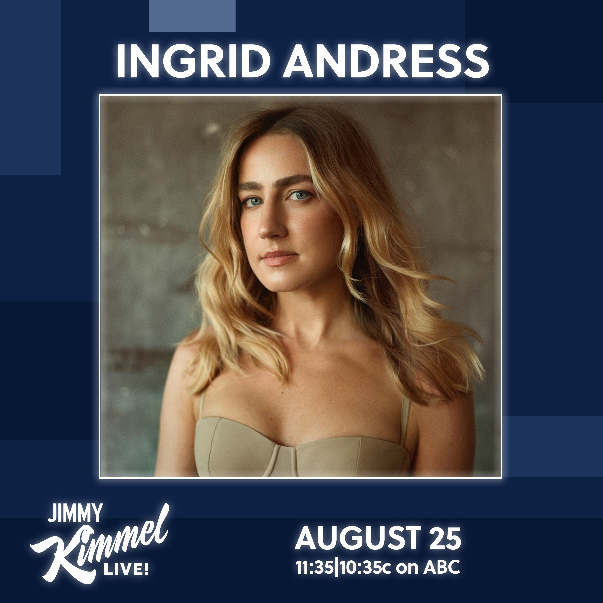 INGRID ANDRESS
JIMMY
Kimmel
LIVE!
AUGUST 25
11:35|10:35c on ABC